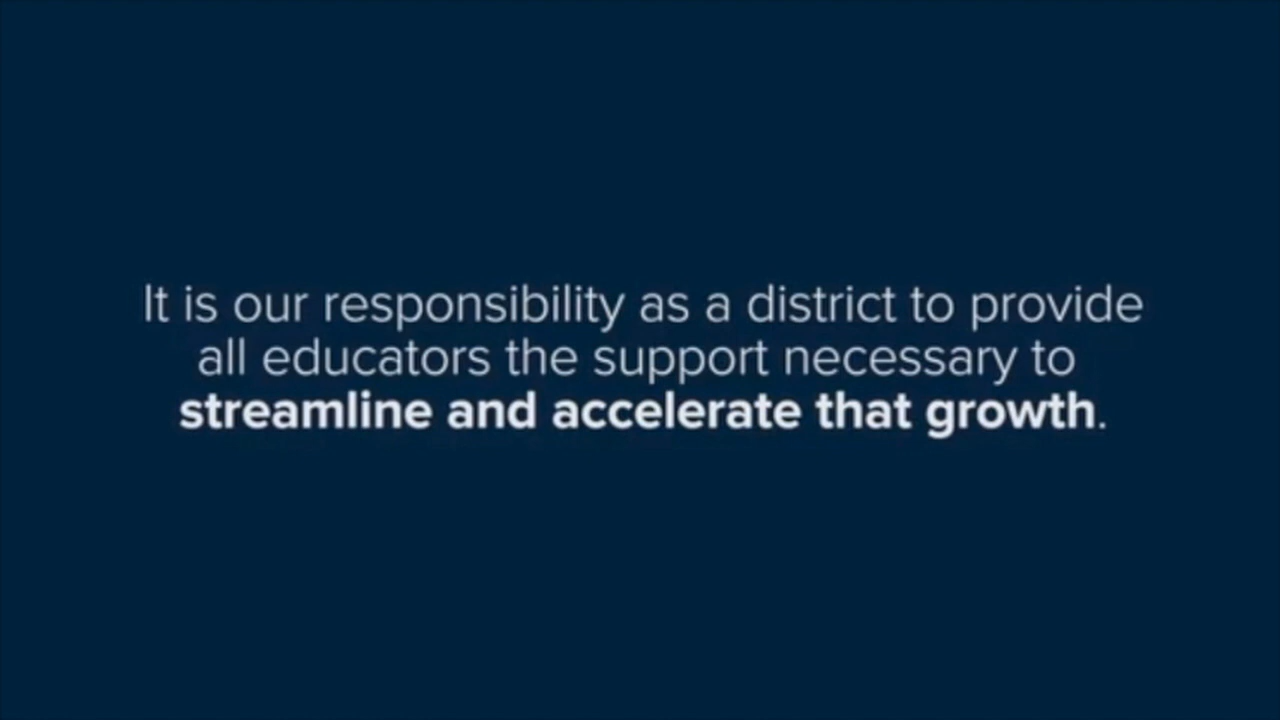 It is our responsibility as a district to provide
all educators the support necessary to
streamline and accelerate that growth.